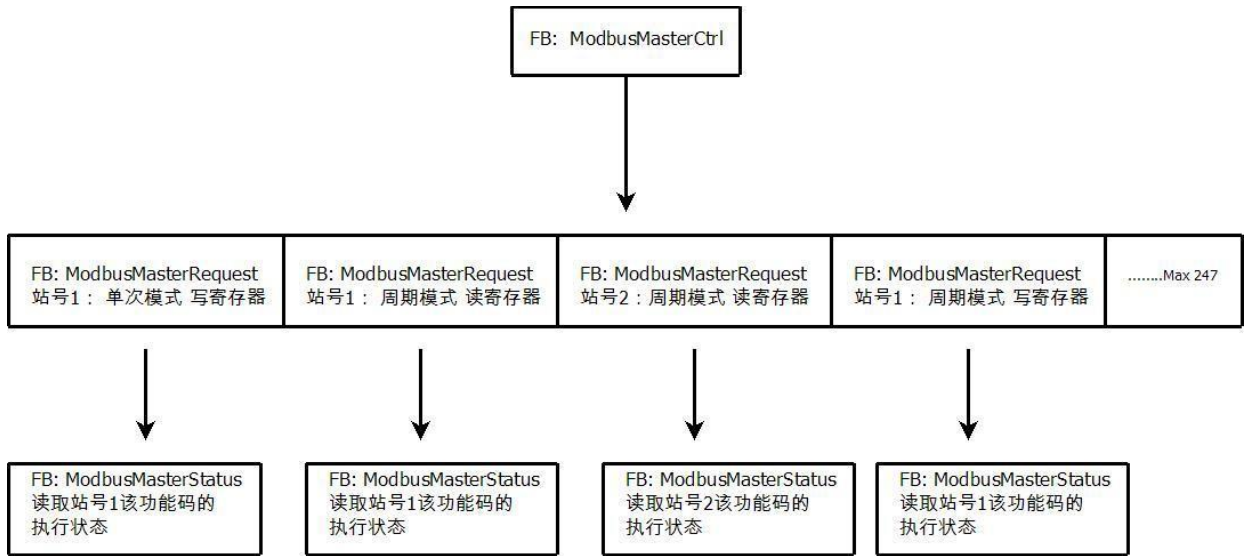 FB: ModbusMasterCtrl
FB: ModbusMasterRequest
站号1： 单次模式 写寄存器
FB: ModbusMasterRequest
站号1： 周期模式 读寄存器
FB: ModbusMasterRequest
站号2：周期模式 读寄存器
FB: ModbusMasterRequest
站号1： 周期模式 写寄存器
........Max 247
FB: ModbusMasterStatus
读取站号1该功能码的
执行状态
FB: ModbusMasterStatus
读取站号1该功能码的
执行状态
FB: ModbusMasterStatus
读取站号2该功能码的
执行状态
FB: ModbusMasterStatus
读取站号1该功能码的
执行状态